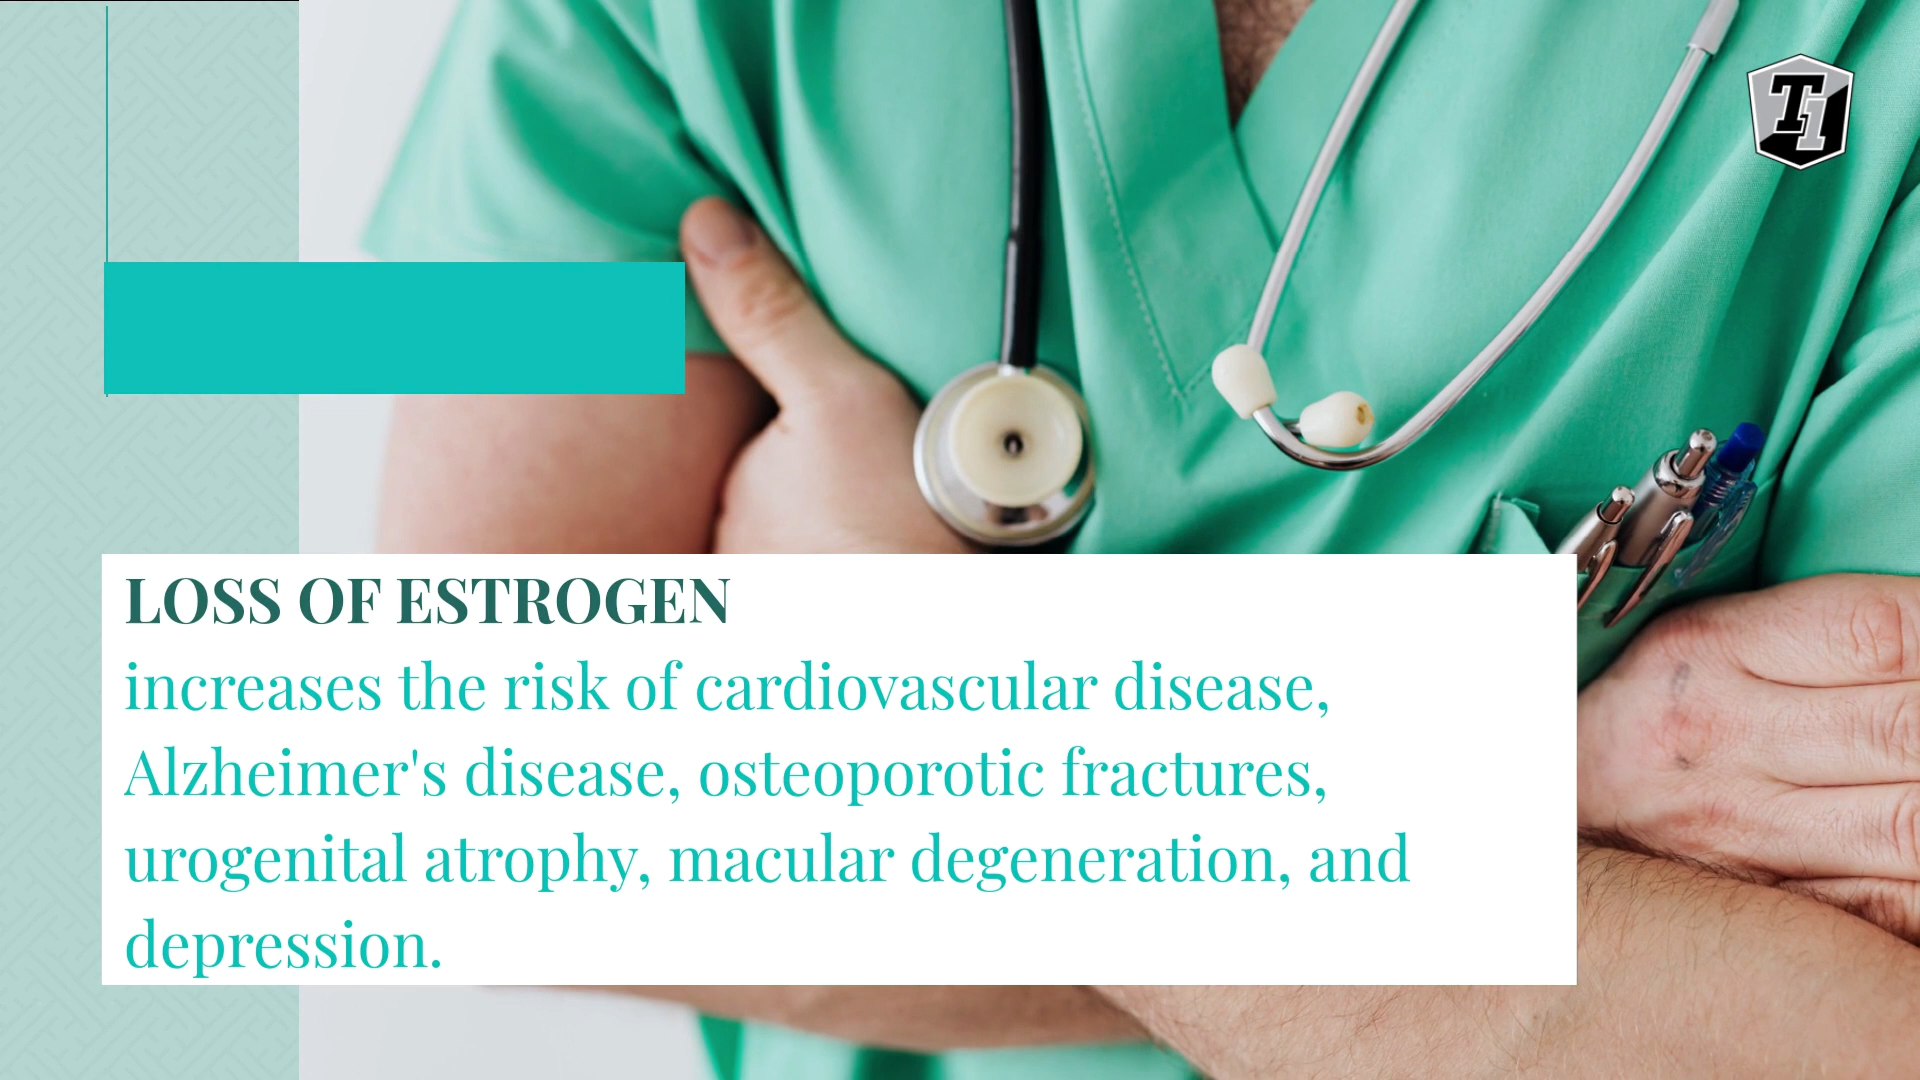 T1
LOSS OF ESTROGEN
increases the risk of cardiovascular disease,
Alzheimer's disease, osteoporotic fractures,
urogenital atrophy, macular degeneration, and
depression.